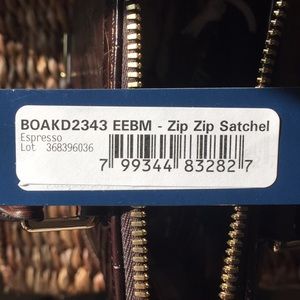 BOAKD2343 EEBM - Zip Zip Satchel
Espresso
Lot 368396036
7 99344 83282 7